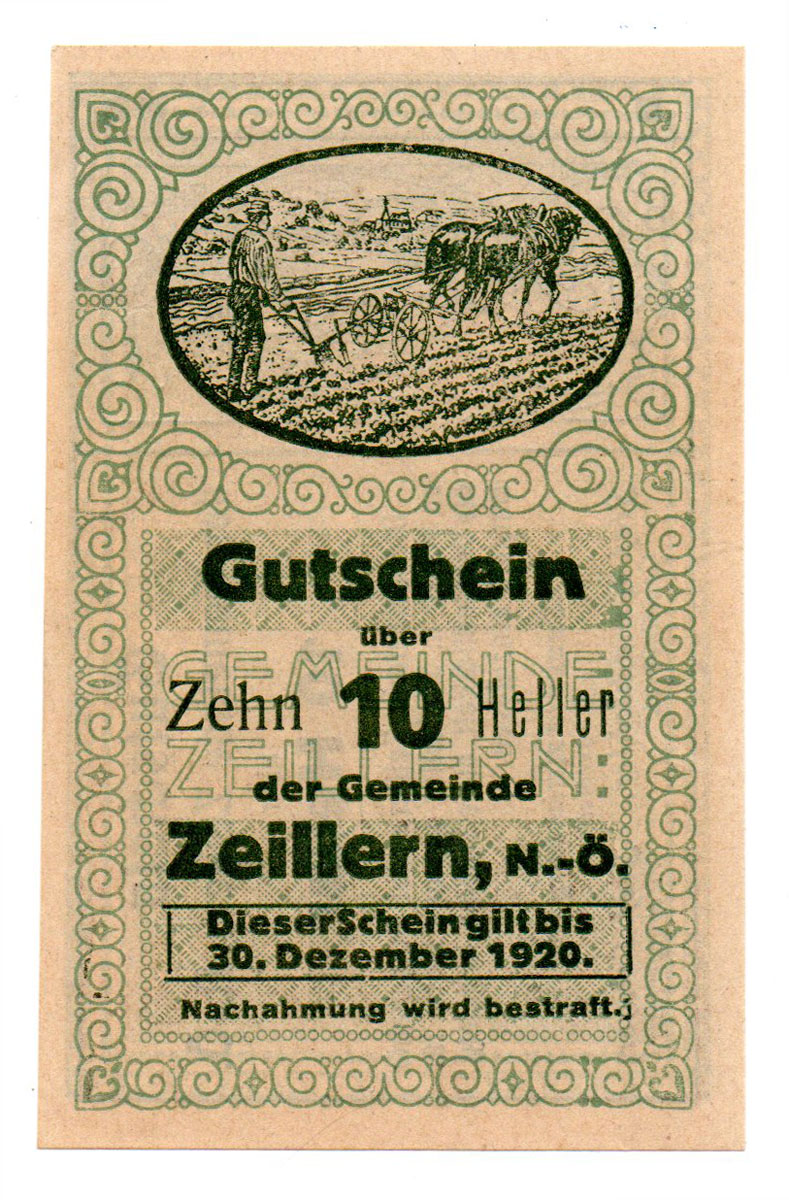 Gutschein
über
GEMEINDE
Zehn 10 Heller
ZEILLERN:
der Gemeinde
Zeillern, N.-Ö.
Dieser Schein gilt bis
30. Dezember 1920.
Nachahmung wird bestraft.